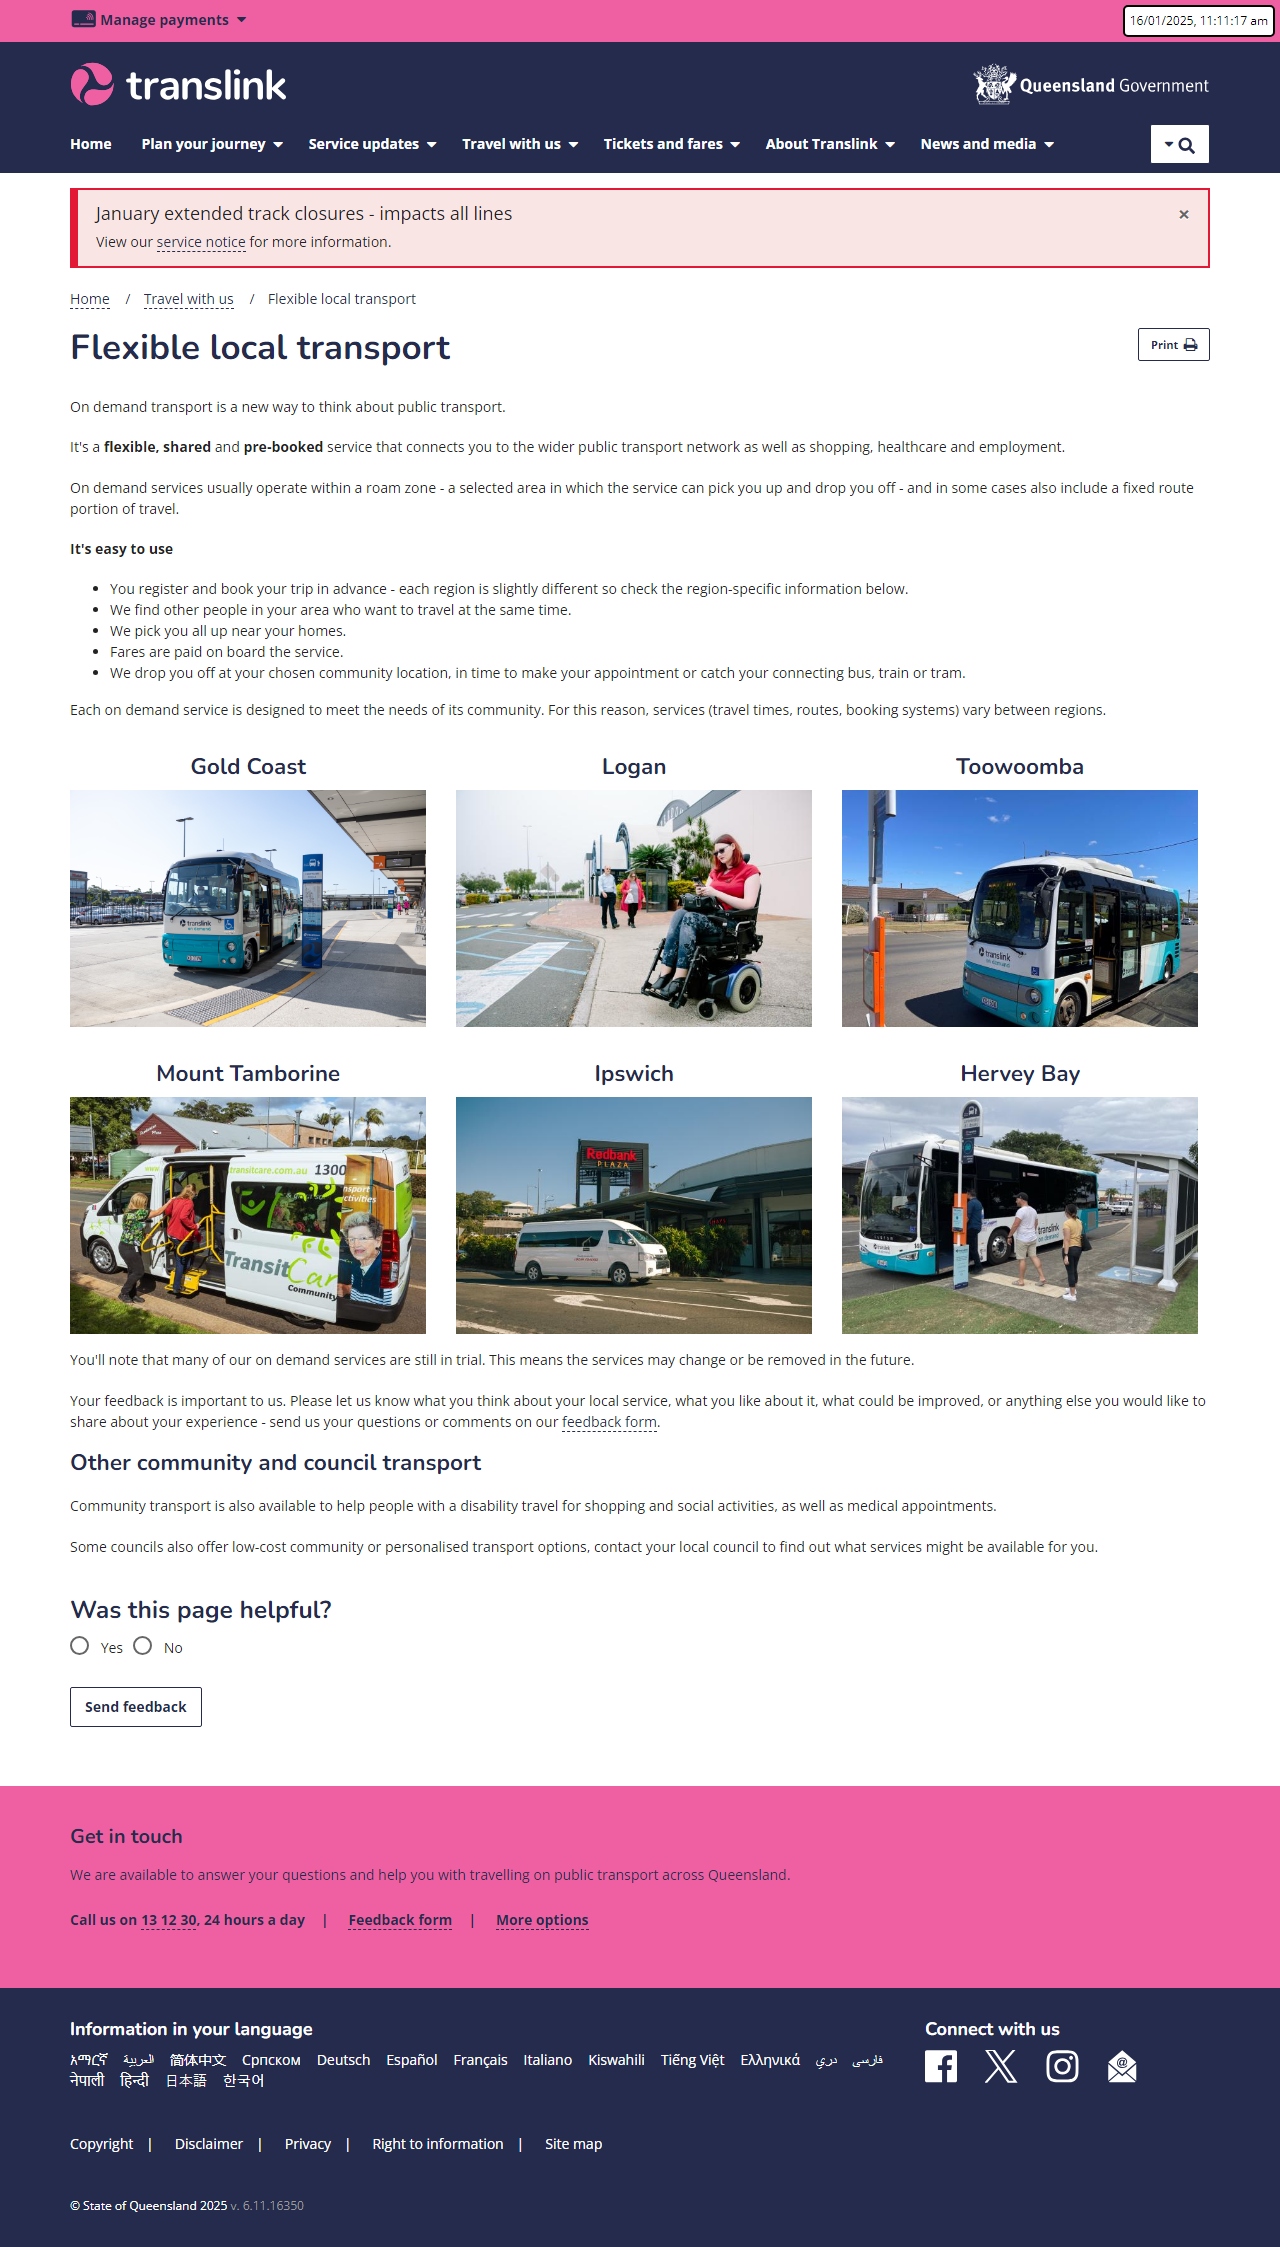 Manage payments
16/01/2025, 11:11:17 am
translink
Queensland Government
Home Plan your journey Service updates Travel with us Tickets and fares About Translink News and media
January extended track closures - impacts all lines
×
View our service notice for more information.
Home / Travel with us / Flexible local transport
Flexible local transport
Print
On demand transport is a new way to think about public transport.
It's a flexible, shared and pre-booked service that connects you to the wider public transport network as well as shopping, healthcare and employment.
On demand services usually operate within a roam zone - a selected area in which the service can pick you up and drop you off - and in some cases also include a fixed route
portion of travel.
It's easy to use
• You register and book your trip in advance - each region is slightly different so check the region-specific information below.
• We find other people in your area who want to travel at the same time.
• We pick you all up near your homes.
• Fares are paid on board the service.
• We drop you off at your chosen community location, in time to make your appointment or catch your connecting bus, train or tram.
Each on demand service is designed to meet the needs of its community. For this reason, services (travel times, routes, booking systems) vary between regions.
Gold Coast Logan Toowoomba
translink
on demand
translink
on demand
Mount Tamborine Ipswich Hervey Bay
transitcare.com.au 1300
TransitCar
Community
Redbank
PLAZA
translink
on demand
You'll note that many of our on demand services are still in trial. This means the services may change or be removed in the future.
Your feedback is important to us. Please let us know what you think about your local service, what you like about it, what could be improved, or anything else you would like to
share about your experience - send us your questions or comments on our feedback form.
Other community and council transport
Community transport is also available to help people with a disability travel for shopping and social activities, as well as medical appointments.
Some councils also offer low-cost community or personalised transport options, contact your local council to find out what services might be available for you.
Was this page helpful?
Yes No
Send feedback
Get in touch
We are available to answer your questions and help you with travelling on public transport across Queensland.
Call us on 13 12 30, 24 hours a day | Feedback form | More options
Information in your language
Connect with us
አማርኛ العربية 简体中文 Српском Deutsch Español Français Italiano Kiswahili Tiếng Việt Ελληνικά دري فارسی
नेपाली हिन्दी 日本語 한국어
Copyright | Disclaimer | Privacy | Right to information | Site map
© State of Queensland 2025 v. 6.11.16350